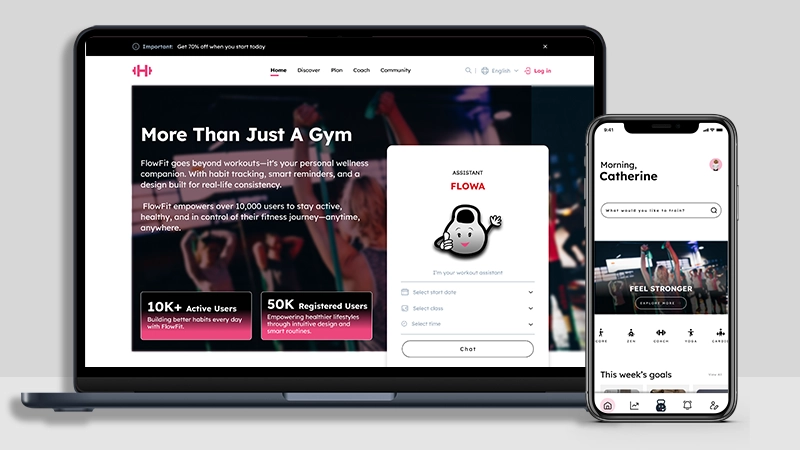 Important: Get 70% off when you start today
Home Discover Plan Coach Community
English
Log in
More Than Just A Gym
FlowFit goes beyond workouts—it's your personal wellness
companion. With habit tracking, smart reminders, and a
design built for real-life consistency.
FlowFit empowers over 10,000 users to stay active,
healthy, and in control of their fitness journey—anytime,
anywhere.
10K+ Active Users
Building better habits every day
with FlowFit.
50K Registered Users
Empowering healthier lifestyles
through intuitive design and
smart routines.
ASSISTANT
FLOWA
I'm your workout assistant
Select start date
Select class
Select time
Chat
9:41
Morning,
Catherine
What would you like to train?
FEEL STRONGER
EXPLORE MORE
ZEN COACH YOGA
This week's goals